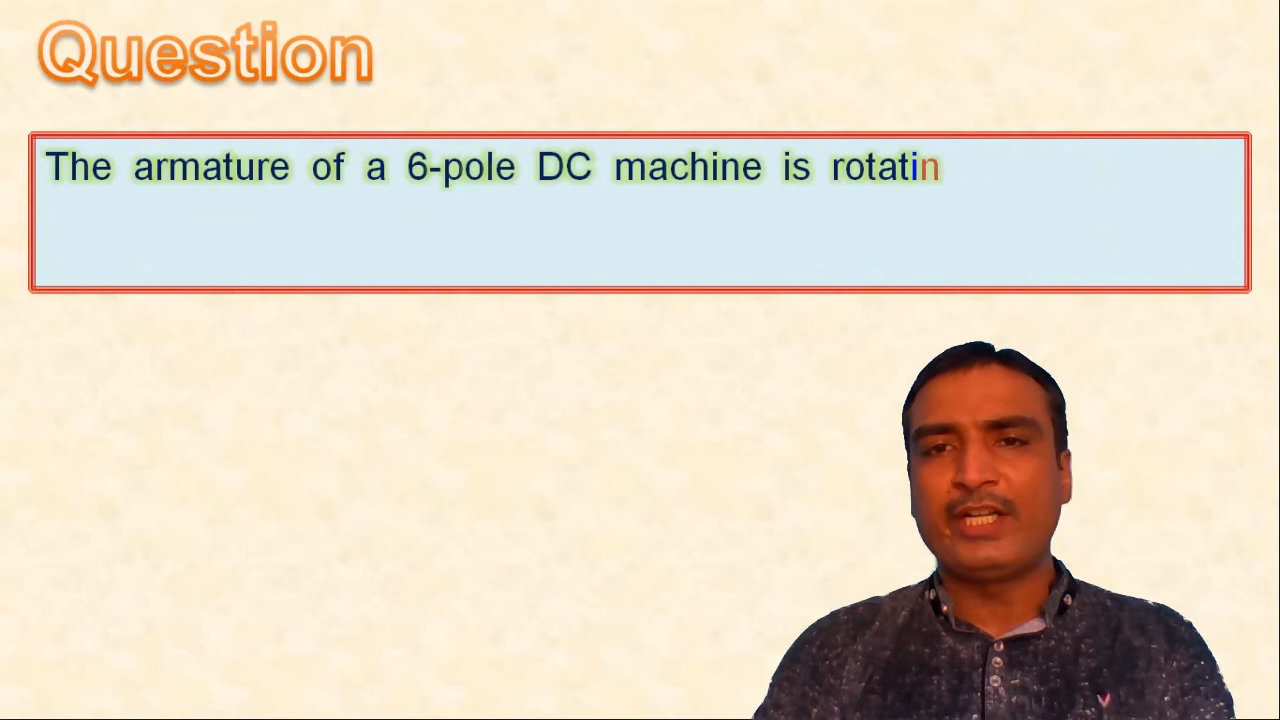 Question
The armature of a 6-pole DC machine is rotatin